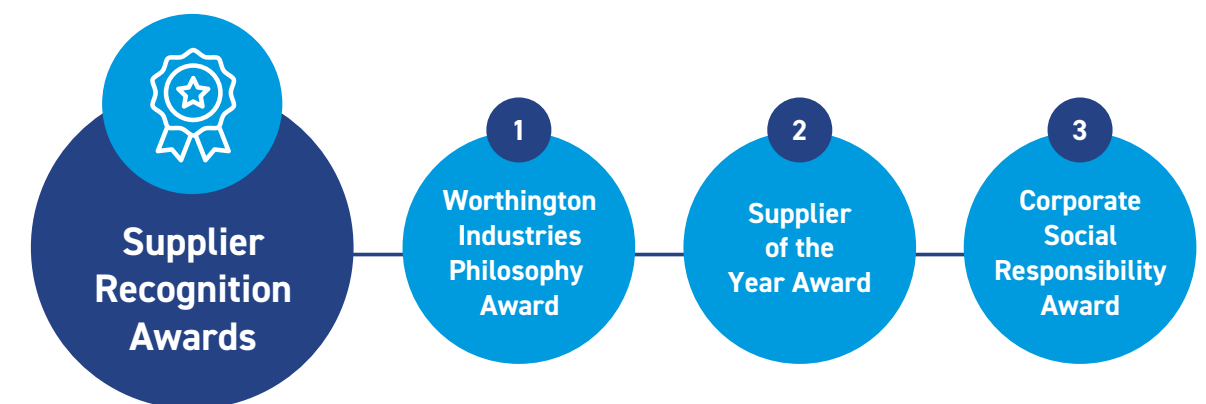 Supplier
Recognition
Awards
1
Worthington
Industries
Philosophy
Award
2
Supplier
of the
Year Award
3
Corporate
Social
Responsibility
Award